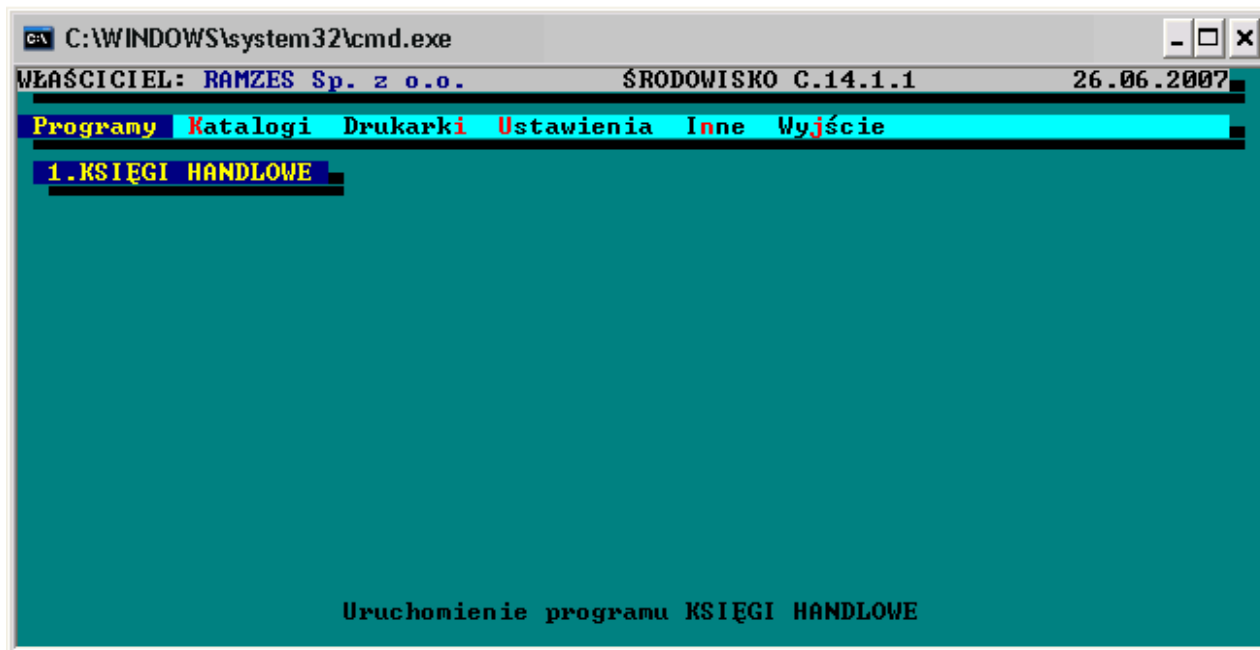 C:\WINDOWS\system32\cmd.exe
WŁAŚCICIEL: RAMZES Sp. z o.o. ŚRODOWISKO C.14.1.1 26.06.2007
Programy Katalogi Drukarki Ustawienia Inne Wyjście
1.KSIĘGI HANDLOWE
Uruchomienie programu KSIĘGI HANDLOWE